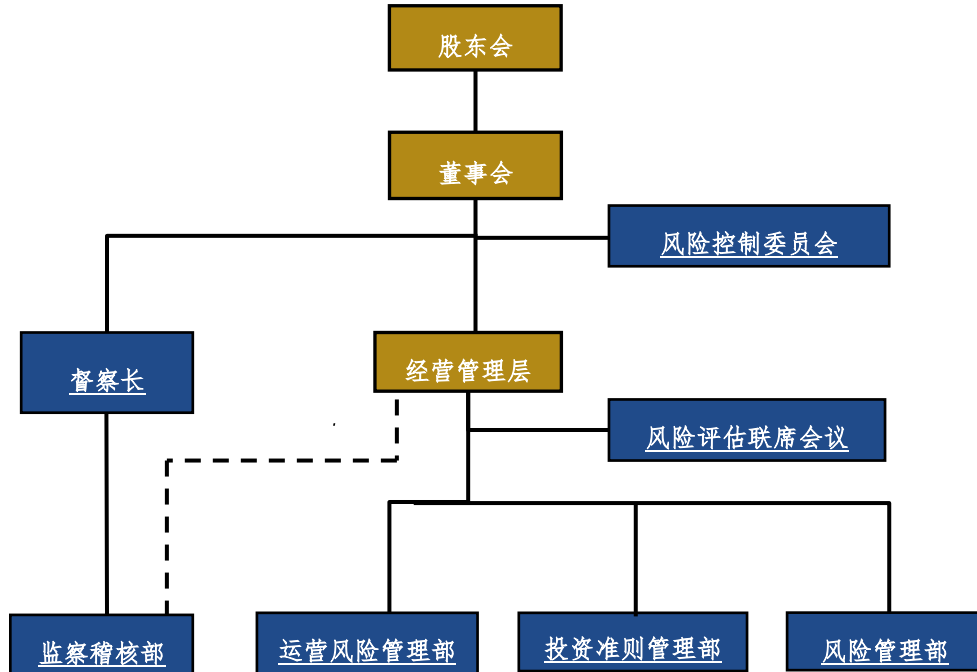 股东会
董事会
风险控制委员会
督察长
经营管理层
风险评估联席会议
监察稽核部
运营风险管理部
投资准则管理部
风险管理部